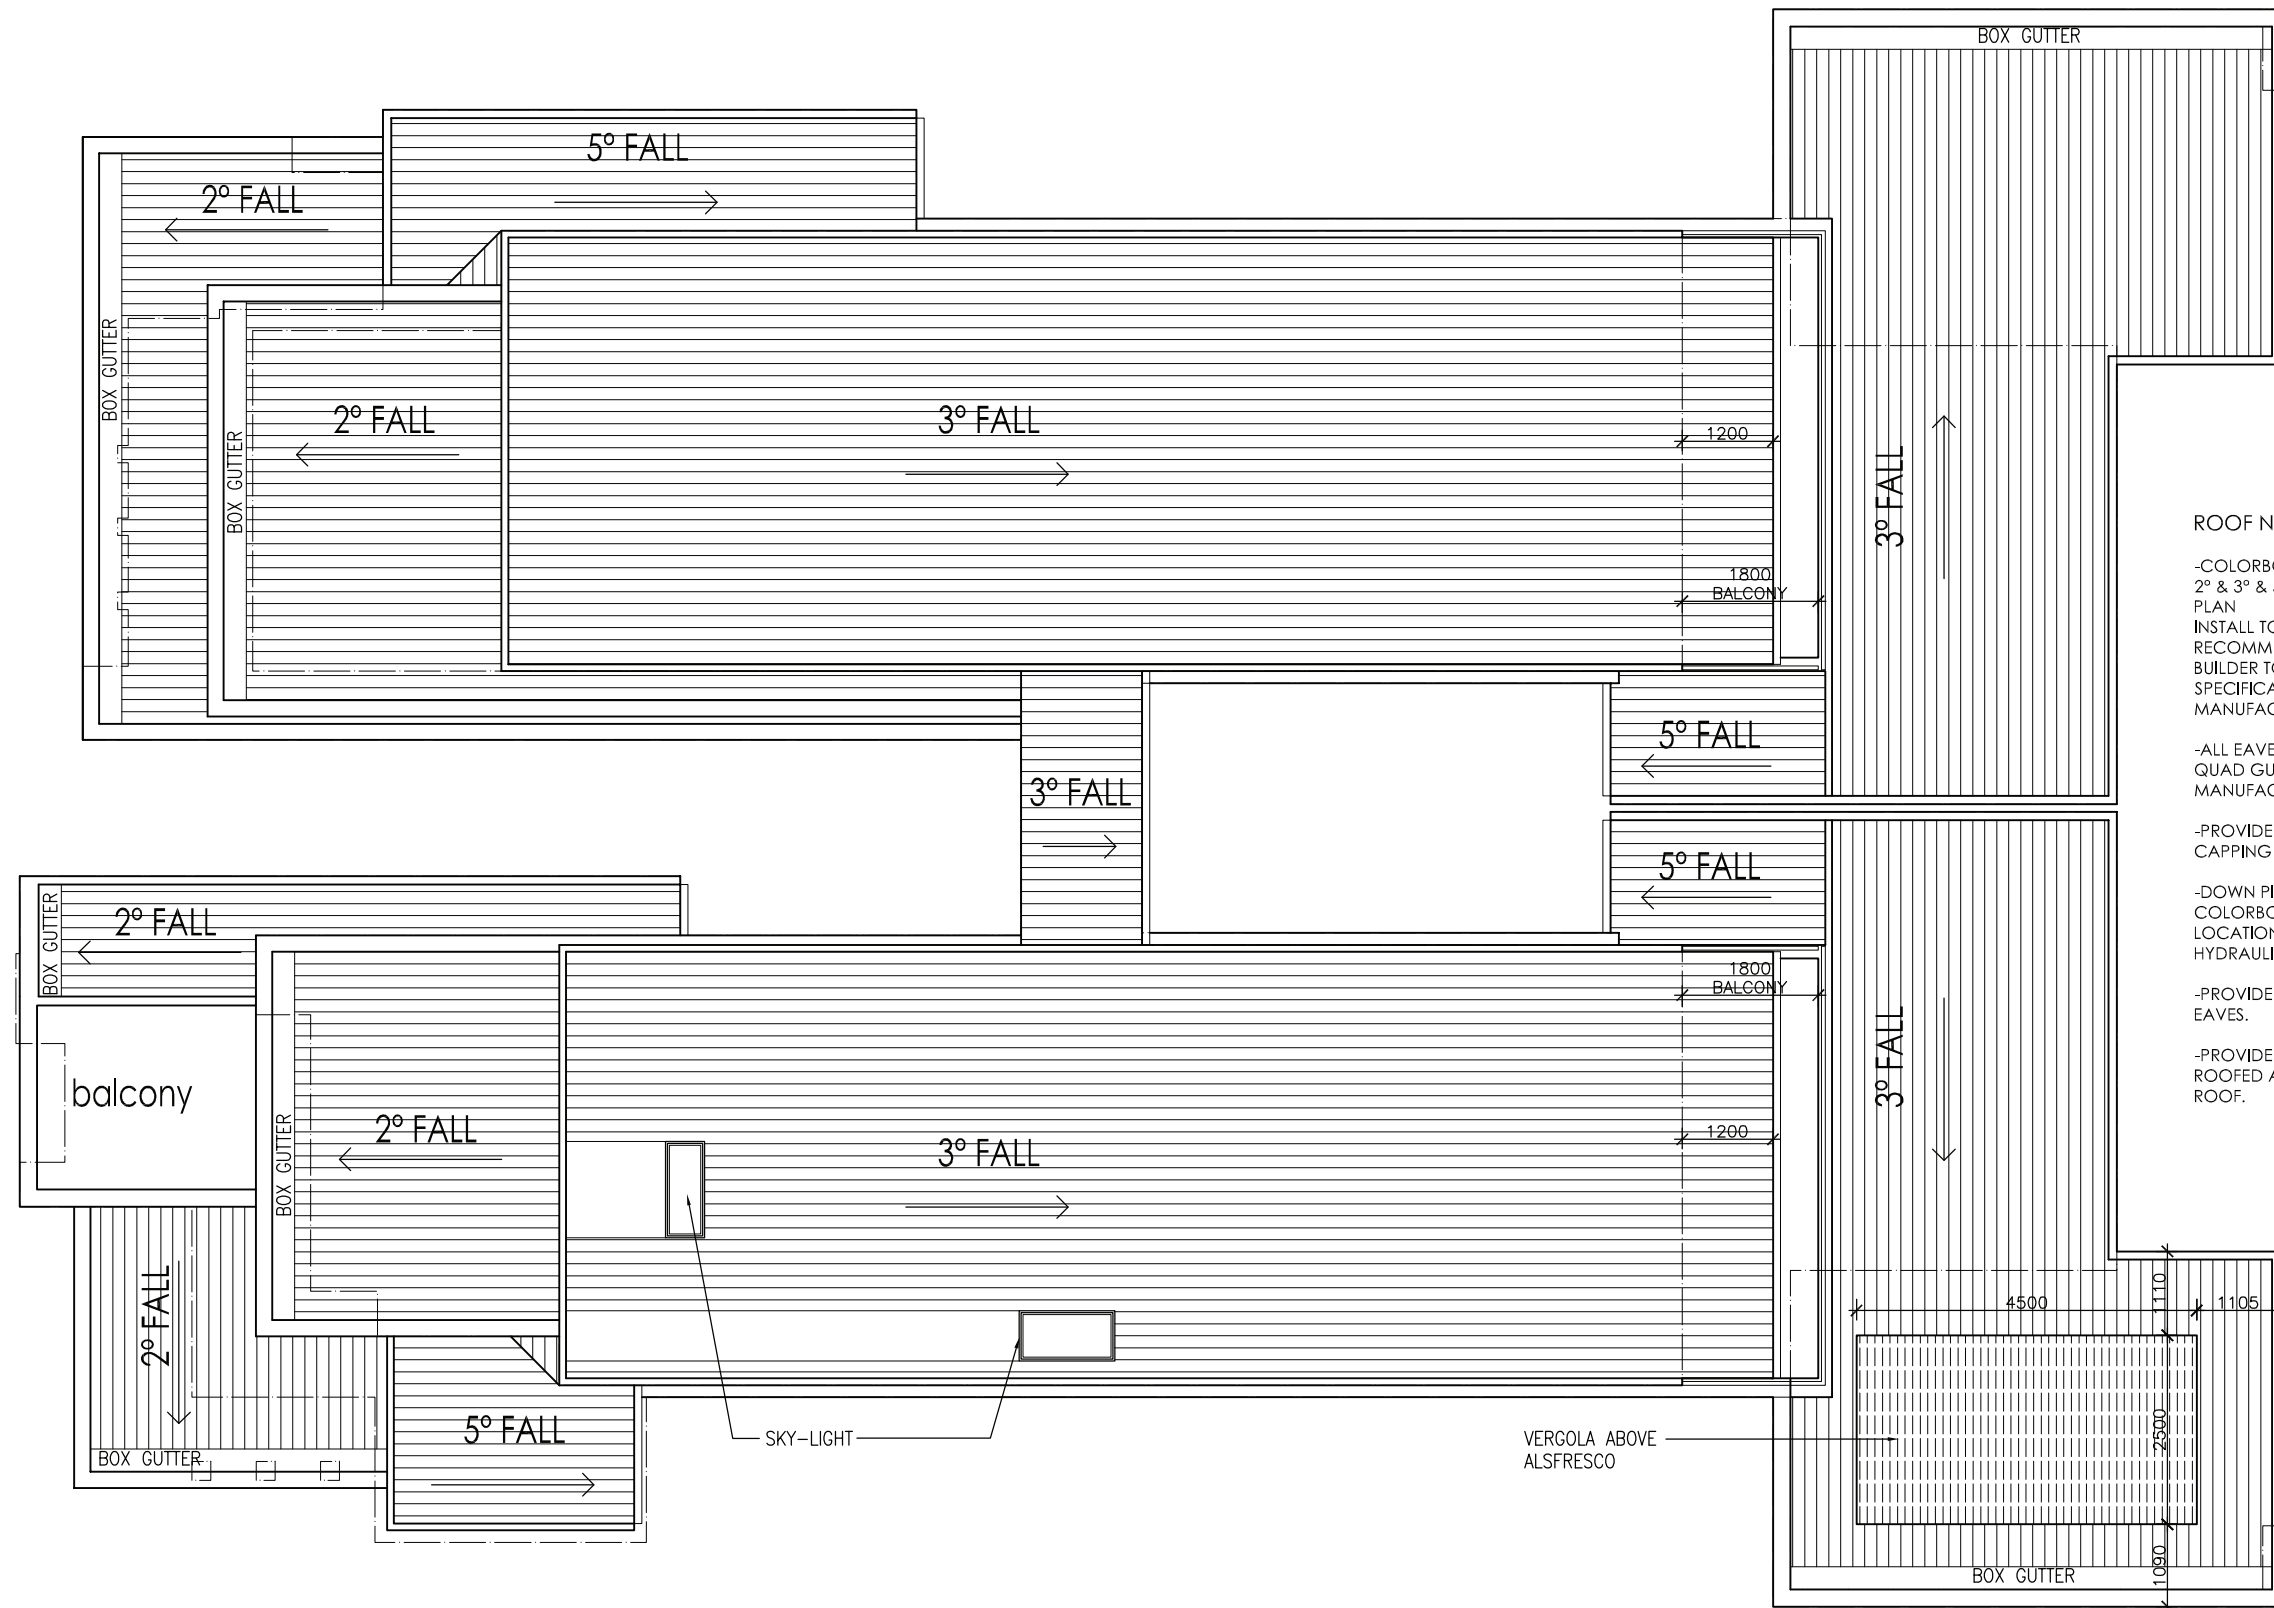 BOX GUTTER
5° FALL
2° FALL
BOX GUTTER
2° FALL
BOX GUTTER
3° FALL
1200
1800
BALCONY
3° FALL
5° FALL
3° FALL
5° FALL
2° FALL
BOX GUTTER
balcony
2° FALL
BOX GUTTER
3° FALL
1800
BALCONY
1200
3° FALL
2° FALL
BOX GUTTER
5° FALL
SKY-LIGHT
VERGOLA ABOVE
ALSFRESCO
4500
1105
1110
2500
1090
BOX GUTTER
ROOF N
-COLORB
2° & 3° &
PLAN
INSTALL TO
RECOMM
BUILDER TO
SPECIFICA
MANUFAC
-ALL EAVE
QUAD GU
MANUFAC
-PROVIDE
CAPPING
-DOWN PI
COLORBO
LOCATION
HYDRAULI
-PROVIDE
EAVES.
-PROVIDE
ROOFED A
ROOF.